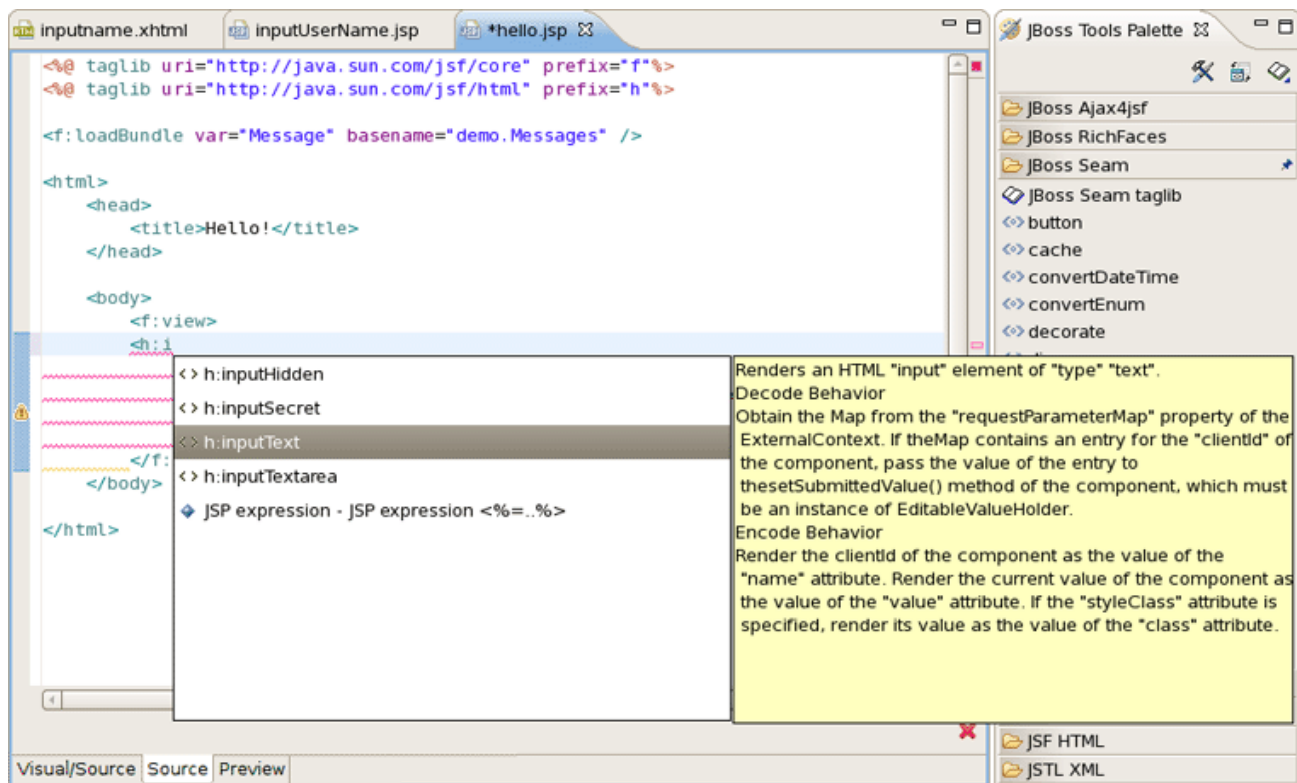 inputname.xhtml
inputUserName.jsp
*hello.jsp
<%@ taglib uri="http://java.sun.com/jsf/core" prefix="f"%>
<%@ taglib uri="http://java.sun.com/jsf/html" prefix="h"%>
<f:loadBundle var="Message" basename="demo.Messages" />
<html>
<head>
<title>Hello!</title>
</head>
<body>
<f:view>
<h:i
</f:
</body>
</html>
h:inputHidden
h:inputSecret
h:inputText
h:inputTextarea
JSP expression - JSP expression <%=..%>
Renders an HTML "input" element of "type" "text".
Decode Behavior
Obtain the Map from the "requestParameterMap" property of the
ExternalContext. If theMap contains an entry for the "clientId" of
the component, pass the value of the entry to
thesetSubmittedValue() method of the component, which must
be an instance of EditableValueHolder.
Encode Behavior
Render the clientId of the component as the value of the
"name" attribute. Render the current value of the component as
the value of the "value" attribute. If the "styleClass" attribute is
specified, render its value as the value of the "class" attribute.
Visual/Source
Source
Preview
JBoss Tools Palette
JBoss Ajax4jsf
JBoss RichFaces
JBoss Seam
JBoss Seam taglib
button
cache
convertDateTime
convertEnum
decorate
JSF HTML
JSTL XML